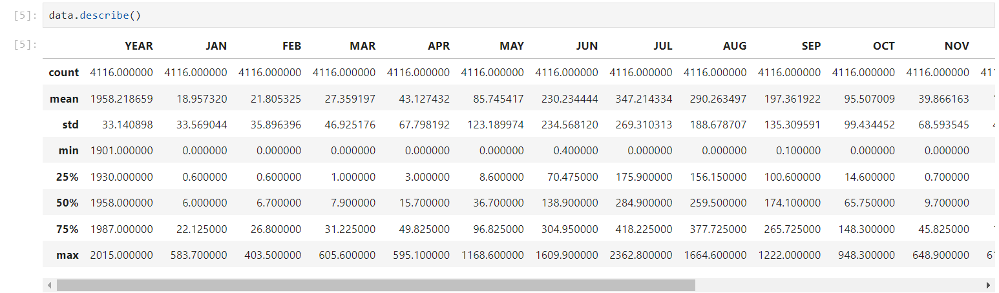 [5]: data.describe()
[5]: YEAR JAN FEB MAR APR MAY JUN JUL AUG SEP OCT NOV
count 4116.000000 4116.000000 4116.000000 4116.000000 4116.000000 4116.000000 4116.000000 4116.000000 4116.000000 4116.000000 4116.000000 4116.000000 411
mean 1958.218659 18.957320 21.805325 27.359197 43.127432 85.745417 230.234444 347.214334 290.263497 197.361922 95.507009 39.866163
std 33.140898 33.569044 35.896396 46.925176 67.798192 123.189974 234.568120 269.310313 188.678707 135.309591 99.434452 68.593545
min 1901.000000 0.000000 0.000000 0.000000 0.000000 0.000000 0.400000 0.000000 0.000000 0.100000 0.000000 0.000000
25% 1930.000000 0.600000 0.600000 1.000000 3.000000 8.600000 70.475000 175.900000 156.150000 100.600000 14.600000 0.700000
50% 1958.000000 6.000000 6.700000 7.900000 15.700000 36.700000 138.900000 284.900000 259.500000 174.100000 65.750000 9.700000
75% 1987.000000 22.125000 26.800000 31.225000 49.825000 96.825000 304.950000 418.225000 377.725000 265.725000 148.300000 45.825000
max 2015.000000 583.700000 403.500000 605.600000 595.100000 1168.600000 1609.900000 2362.800000 1664.600000 1222.000000 948.300000 648.900000 61